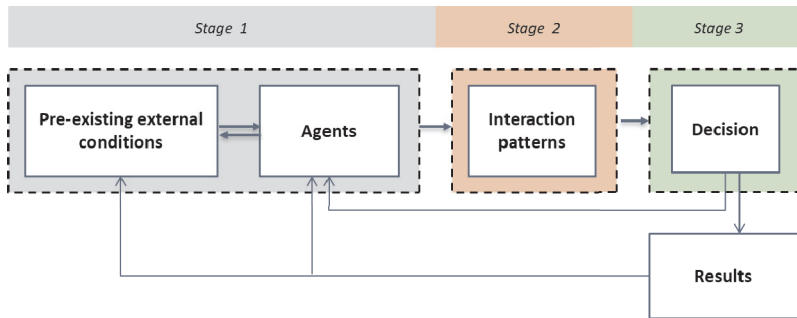 Stage 1
Stage 2
Stage 3
Pre-existing external
conditions
Agents
Interaction
patterns
Decision
Results